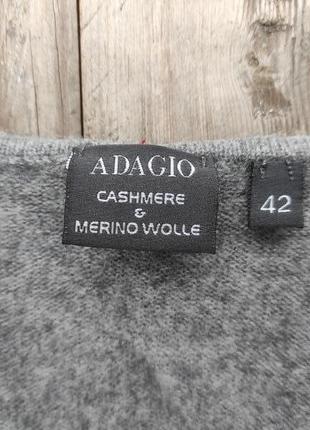 ADAGIO
CASHMERE
&
MERINO WOLLE
42